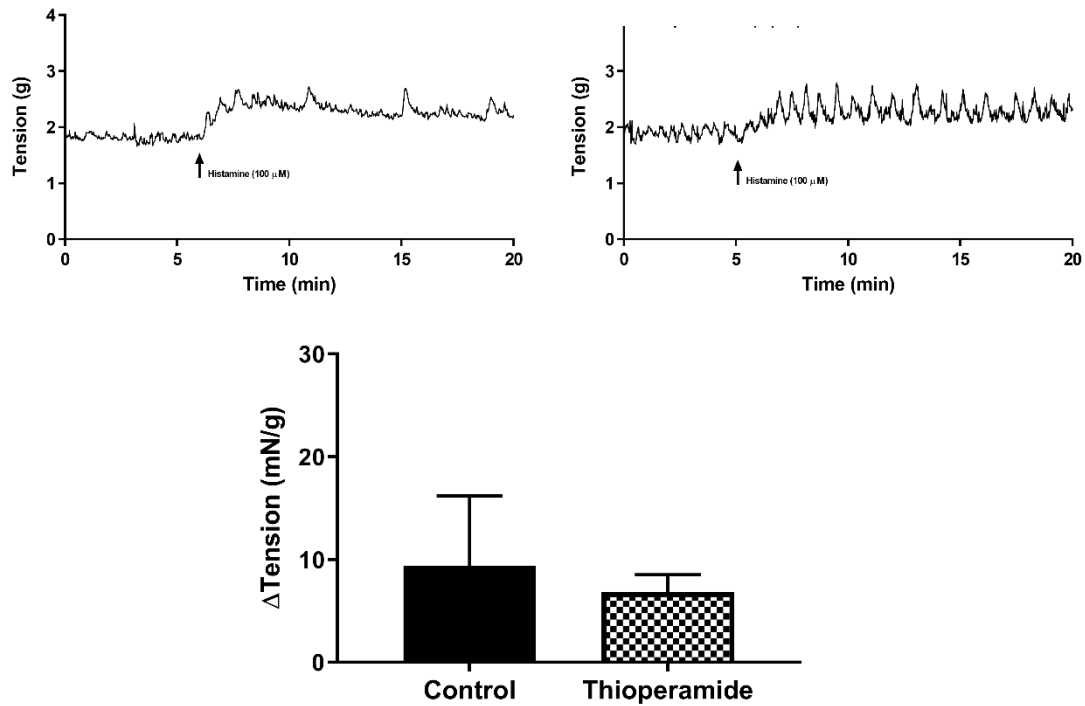 4
3
2
1
0
Tension (g)
0 5 10 15 20
Time (min)
Histamine (100 μM)
3
2
1
0
Tension (g)
0 5 10 15 20
Time (min)
Histamine (100 μM)
30
20
10
0
ΔTension (mN/g)
Control Thioperamide